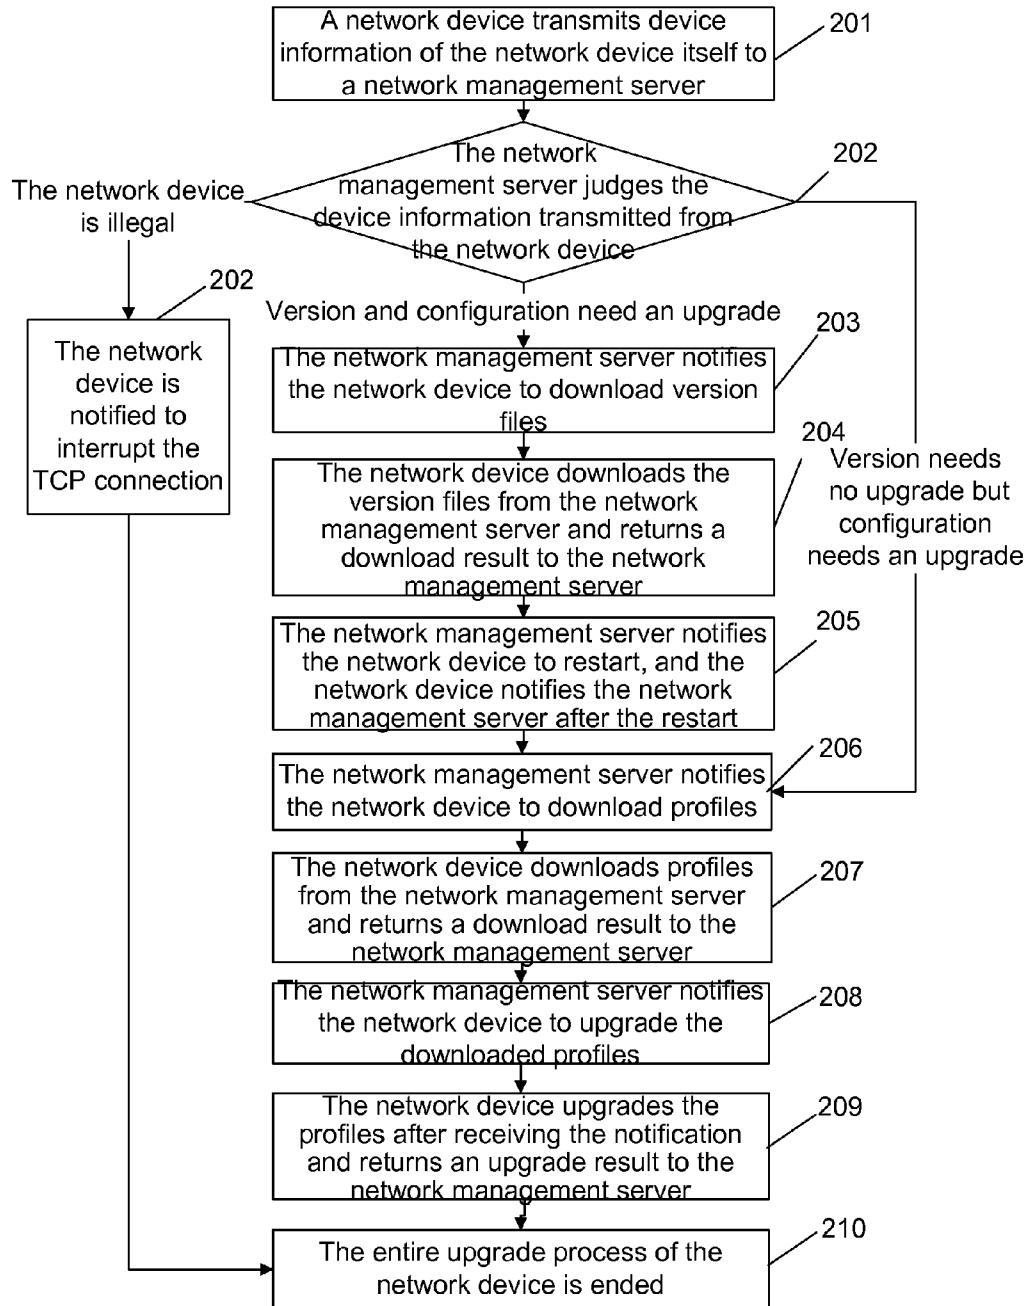 A network device transmits device
information of the network device itself to
a network management server
201
The network
management server judges the
device information transmitted from
the network device
202
The network device
is illegal
202
The network
device is
notified to
interrupt the
TCP connection
Version and configuration need an upgrade
203
The network management server notifies
the network device to download version
files
204
The network device downloads the
version files from the network
management server and returns a
download result to the network
management server
Version needs
no upgrade but
configuration
needs an upgrade
205
The network management server notifies
the network device to restart, and the
network device notifies the network
management server after the restart
206
The network management server notifies
the network device to download profiles
207
The network device downloads profiles
from the network management server
and returns a download result to the
network management server
208
The network management server notifies
the network device to upgrade the
downloaded profiles
209
The network device upgrades the
profiles after receiving the notification
and returns an upgrade result to the
network management server
210
The entire upgrade process of the
network device is ended